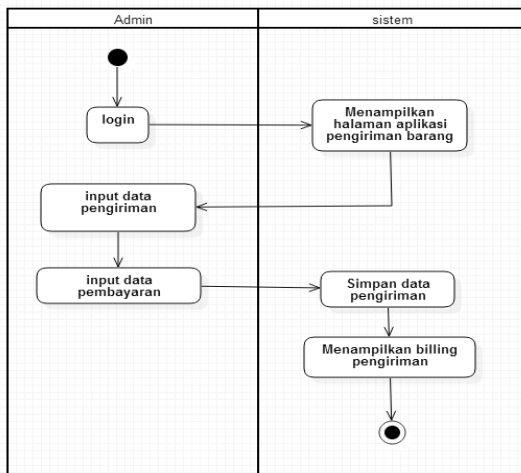 Admin
sistem
login
Menampilkan
halaman aplikasi
pengiriman barang
input data
pengiriman
input data
pembayaran
Simpan data
pengiriman
Menampilkan billing
pengiriman